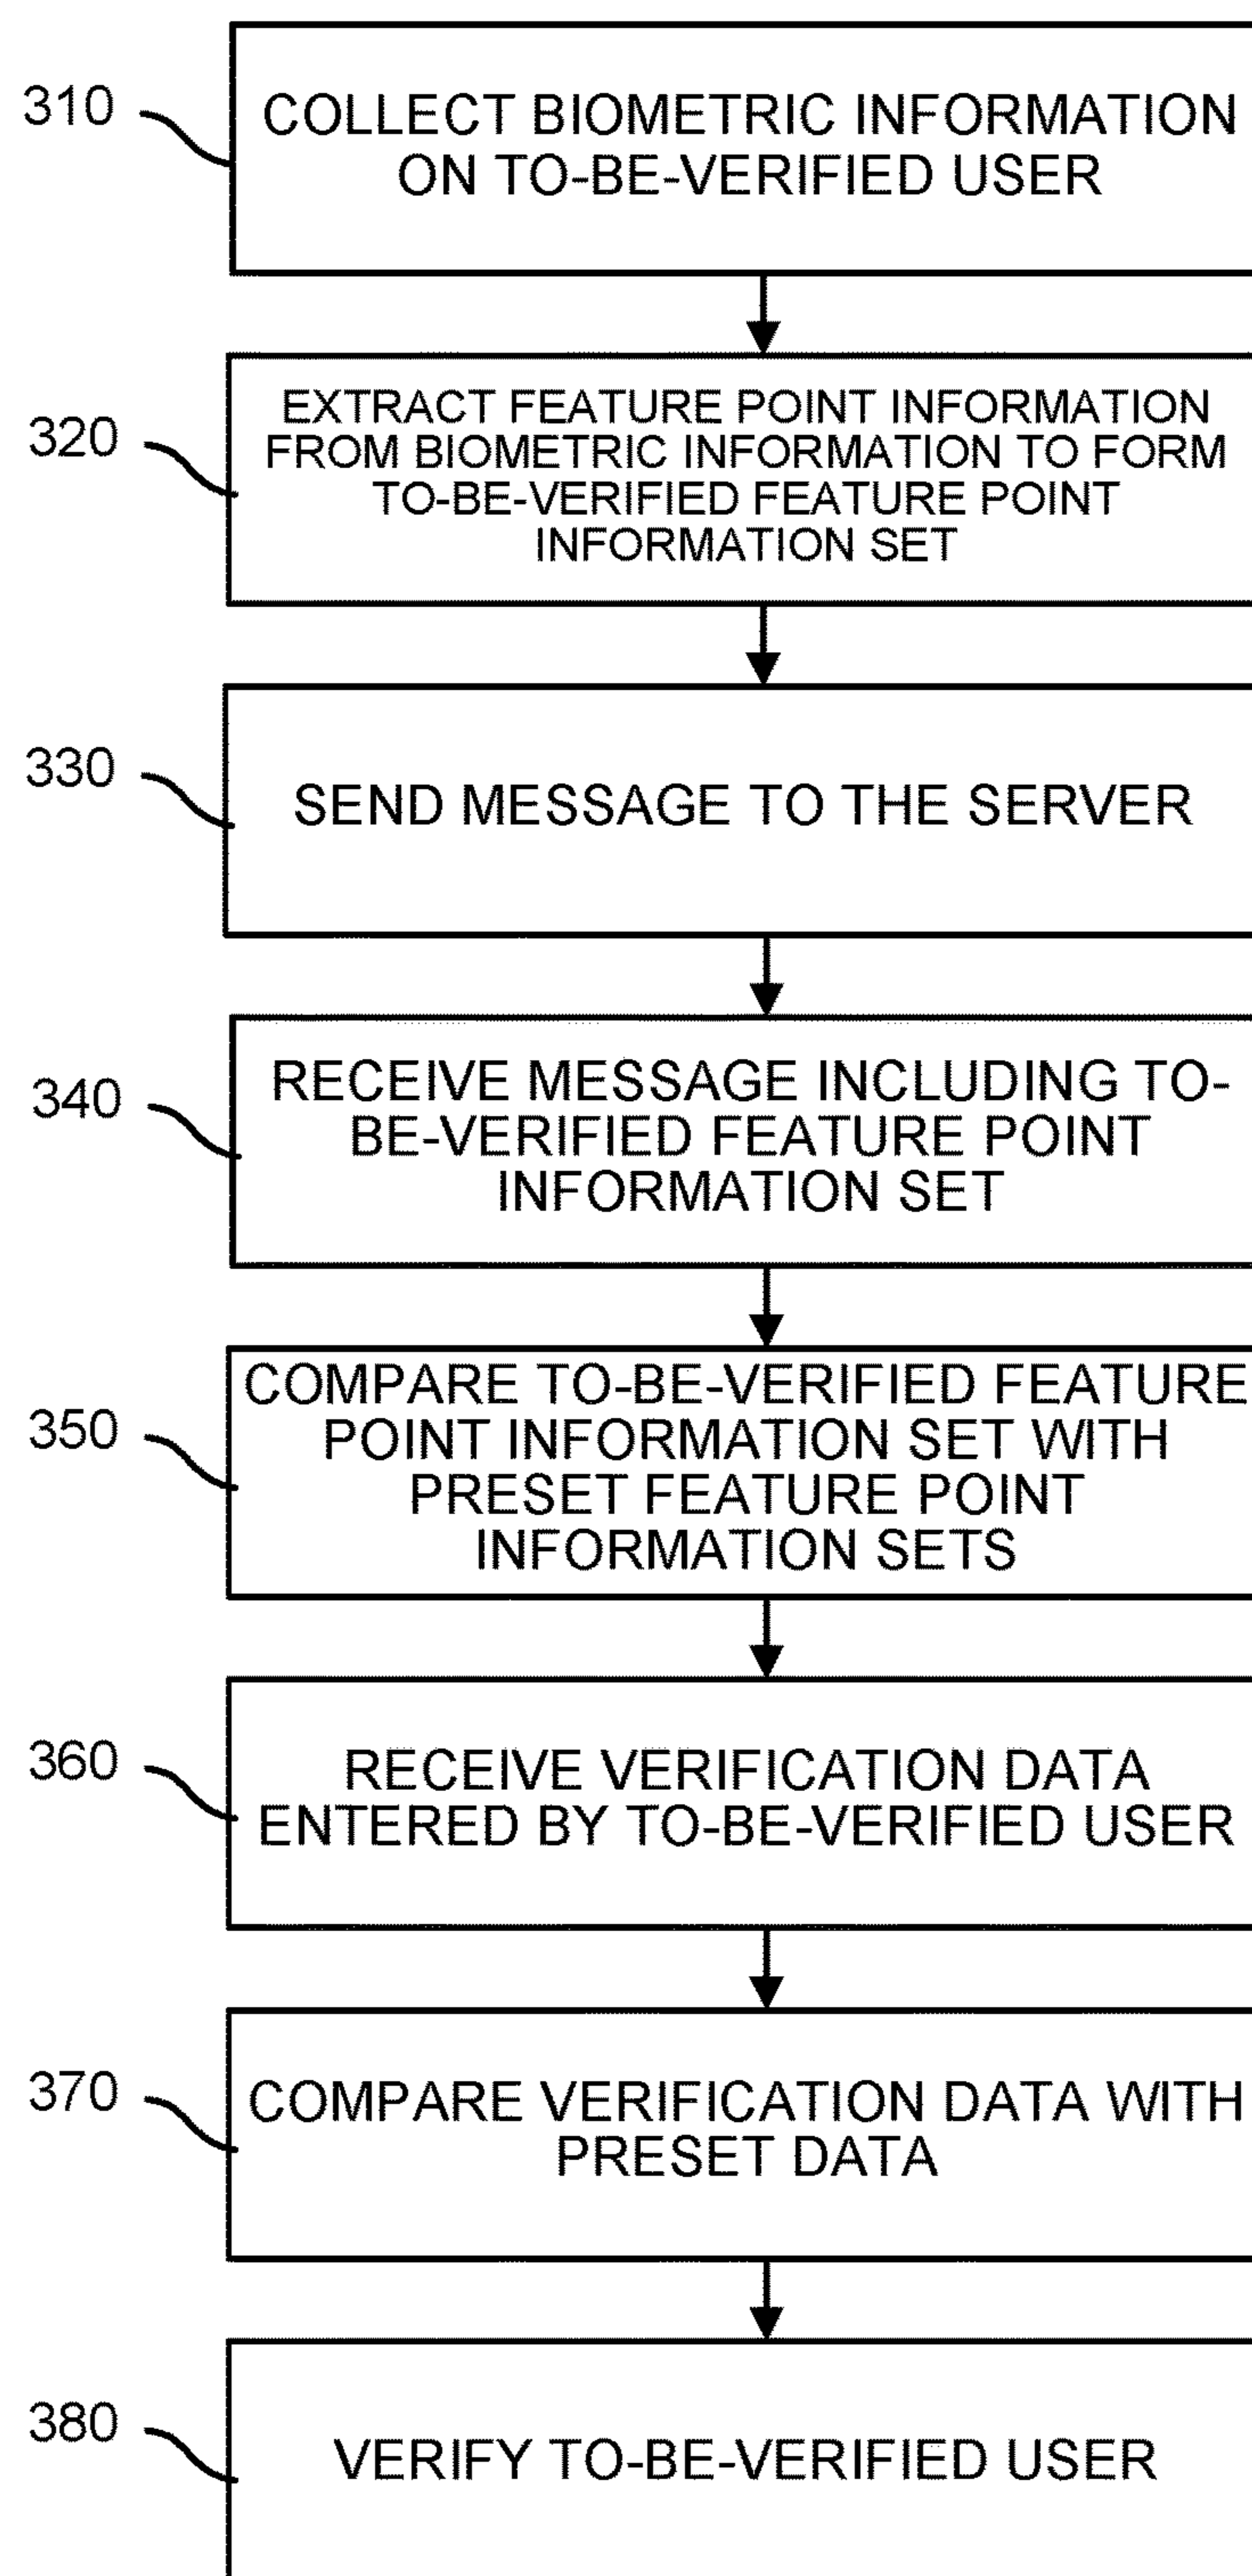 310
COLLECT BIOMETRIC INFORMATION
ON TO-BE-VERIFIED USER
320
EXTRACT FEATURE POINT INFORMATION
FROM BIOMETRIC INFORMATION TO FORM
TO-BE-VERIFIED FEATURE POINT
INFORMATION SET
330
SEND MESSAGE TO THE SERVER
340
RECEIVE MESSAGE INCLUDING TO-
BE-VERIFIED FEATURE POINT
INFORMATION SET
350
COMPARE TO-BE-VERIFIED FEATURE
POINT INFORMATION SET WITH
PRESET FEATURE POINT
INFORMATION SETS
360
RECEIVE VERIFICATION DATA
ENTERED BY TO-BE-VERIFIED USER
370
COMPARE VERIFICATION DATA WITH
PRESET DATA
380
VERIFY TO-BE-VERIFIED USER